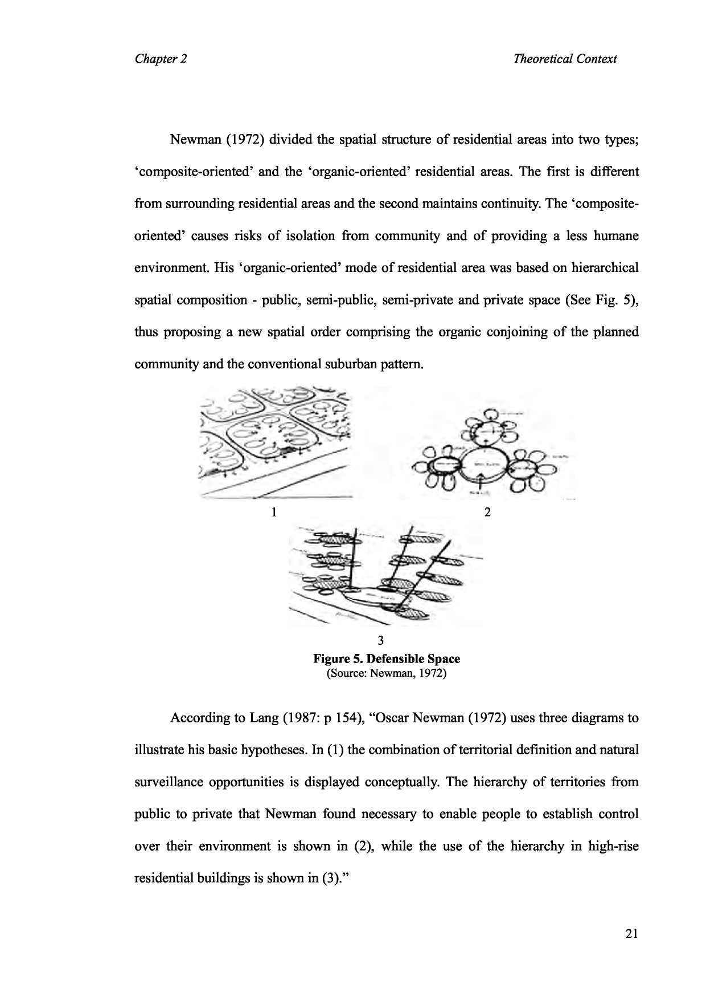 Chapter 2
Theoretical Context
Newman (1972) divided the spatial structure of residential areas into two types;
‘composite-oriented’ and the ‘organic-oriented’ residential areas. The first is different
from surrounding residential areas and the second maintains continuity. The ‘composite-
oriented’ causes risks of isolation from community and of providing a less humane
environment. His ‘organic-oriented’ mode of residential area was based on hierarchical
spatial composition - public, semi-public, semi-private and private space (See Fig. 5),
thus proposing a new spatial order comprising the organic conjoining of the planned
community and the conventional suburban pattern.
1
2
3
Figure 5. Defensible Space
(Source: Newman, 1972)
According to Lang (1987: p 154), “Oscar Newman (1972) uses three diagrams to
illustrate his basic hypotheses. In (1) the combination of territorial definition and natural
surveillance opportunities is displayed conceptually. The hierarchy of territories from
public to private that Newman found necessary to enable people to establish control
over their environment is shown in (2), while the use of the hierarchy in high-rise
residential buildings is shown in (3).”
21